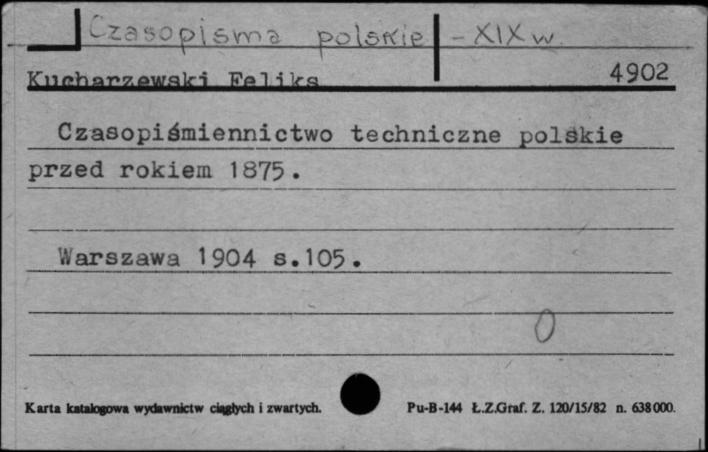 Czasopisma polskie - XIX w.
Kucharzewski Feliks 4902
Czasopiśmiennictwo techniczne polskie
przed rokiem 1875.
Warszawa 1904 s.105.
0
Karta katalogowa wydawnictw ciągłych i zwartych. Pu-B-144 Ł.Z.Graf. Z. 120/15/82 n. 638000.